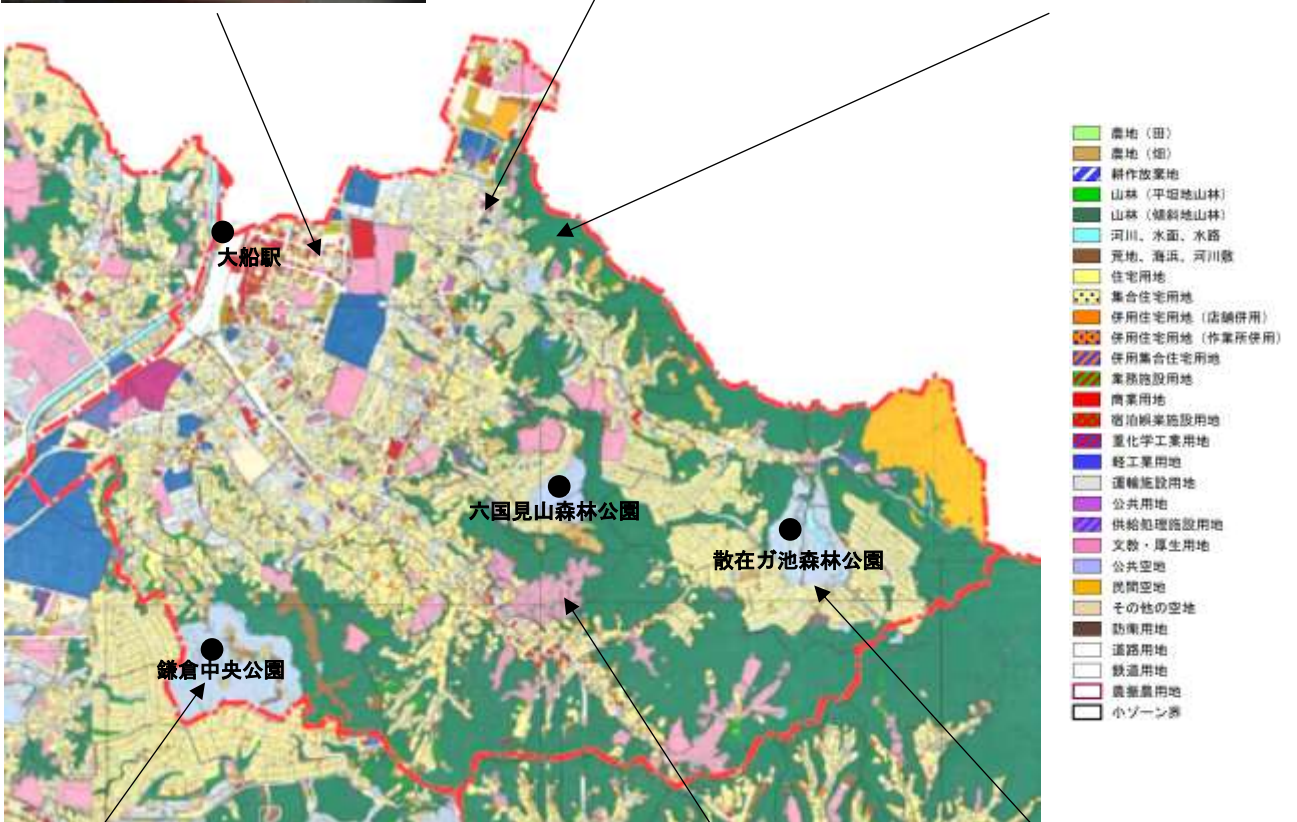 大船駅
六国見山森林公園
散在ガ池森林公園
鎌倉中央公園
農地（田）
農地（畑）
耕作放棄地
山林（平坦地山林）
山林（傾斜地山林）
河川、水面、水路
荒地、海浜、河川敷
住宅用地
集合住宅用地
併用住宅用地（店舗併用）
併用住宅用地（作業所併用）
併用集合住宅用地
業務施設用地
商業用地
宿泊娯楽施設用地
重化学工業用地
軽工業用地
運輸施設用地
公共用地
供給処理施設用地
文教・厚生用地
公共空地
民間空地
その他の空地
防衛用地
道路用地
鉄道用地
農振農用地
小ゾーン界